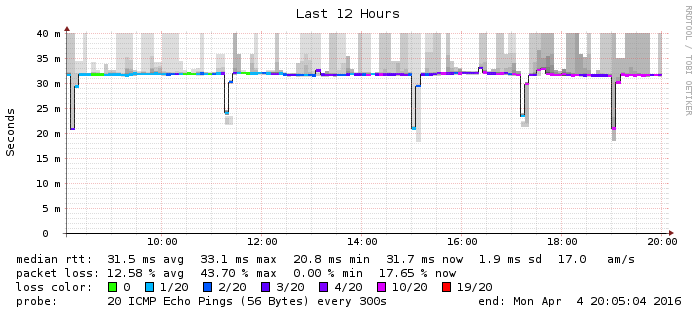 Last 12 Hours
RRDTOOL / TOBI OETIKER
Seconds
40 m
35 m
30 m
25 m
20 m
15 m
10 m
5 m
0
10:00 12:00 14:00 16:00 18:00 20:00
median rtt: 31.5 ms avg 33.1 ms max 20.8 ms min 31.7 ms now 1.9 ms sd 17.0 am/s
packet loss: 12.58 % avg 43.70 % max 0.00 % min 17.65 % now
loss color: 0 1/20 2/20 3/20 4/20 10/20 19/20
probe: 20 ICMP Echo Pings (56 Bytes) every 300s end: Mon Apr 4 20:05:04 2016